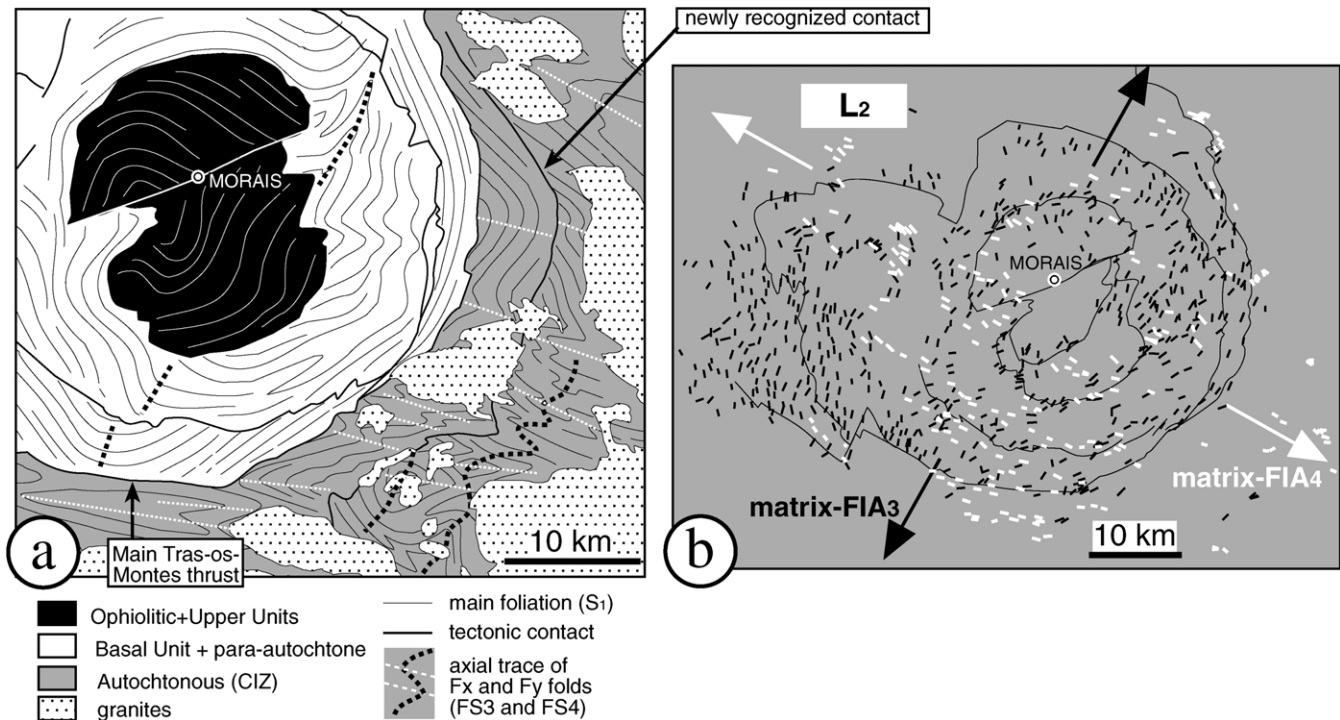 newly recognized contact
MORAIS
Main Tras-os-
Montes thrust
10 km
a
L2
MORAIS
matrix-FIA3
matrix-FIA4
10 km
b
Ophiolitic+Upper Units
Basal Unit + para-autochtone
Autochtonous (CIZ)
granites
main foliation (S1)
tectonic contact
axial trace of
Fx and Fy folds
(FS3 and FS4)